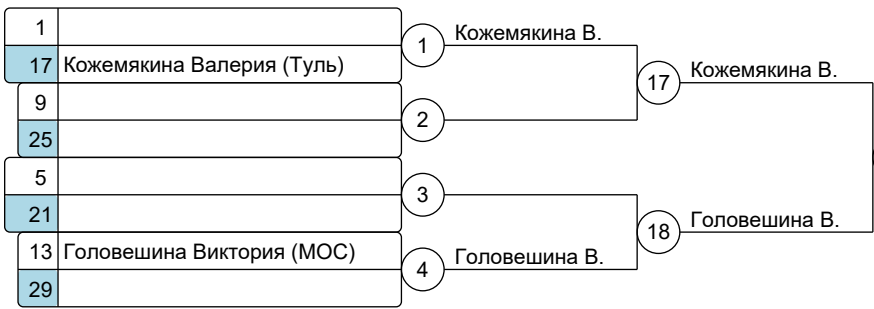 1
17 Кожемякина Валерия (Туль)
1 Кожемякина В.
9
25
2
17 Кожемякина В.
5
21
3
13 Головешина Виктория (МОС)
29
4 Головешина В.
18 Головешина В.